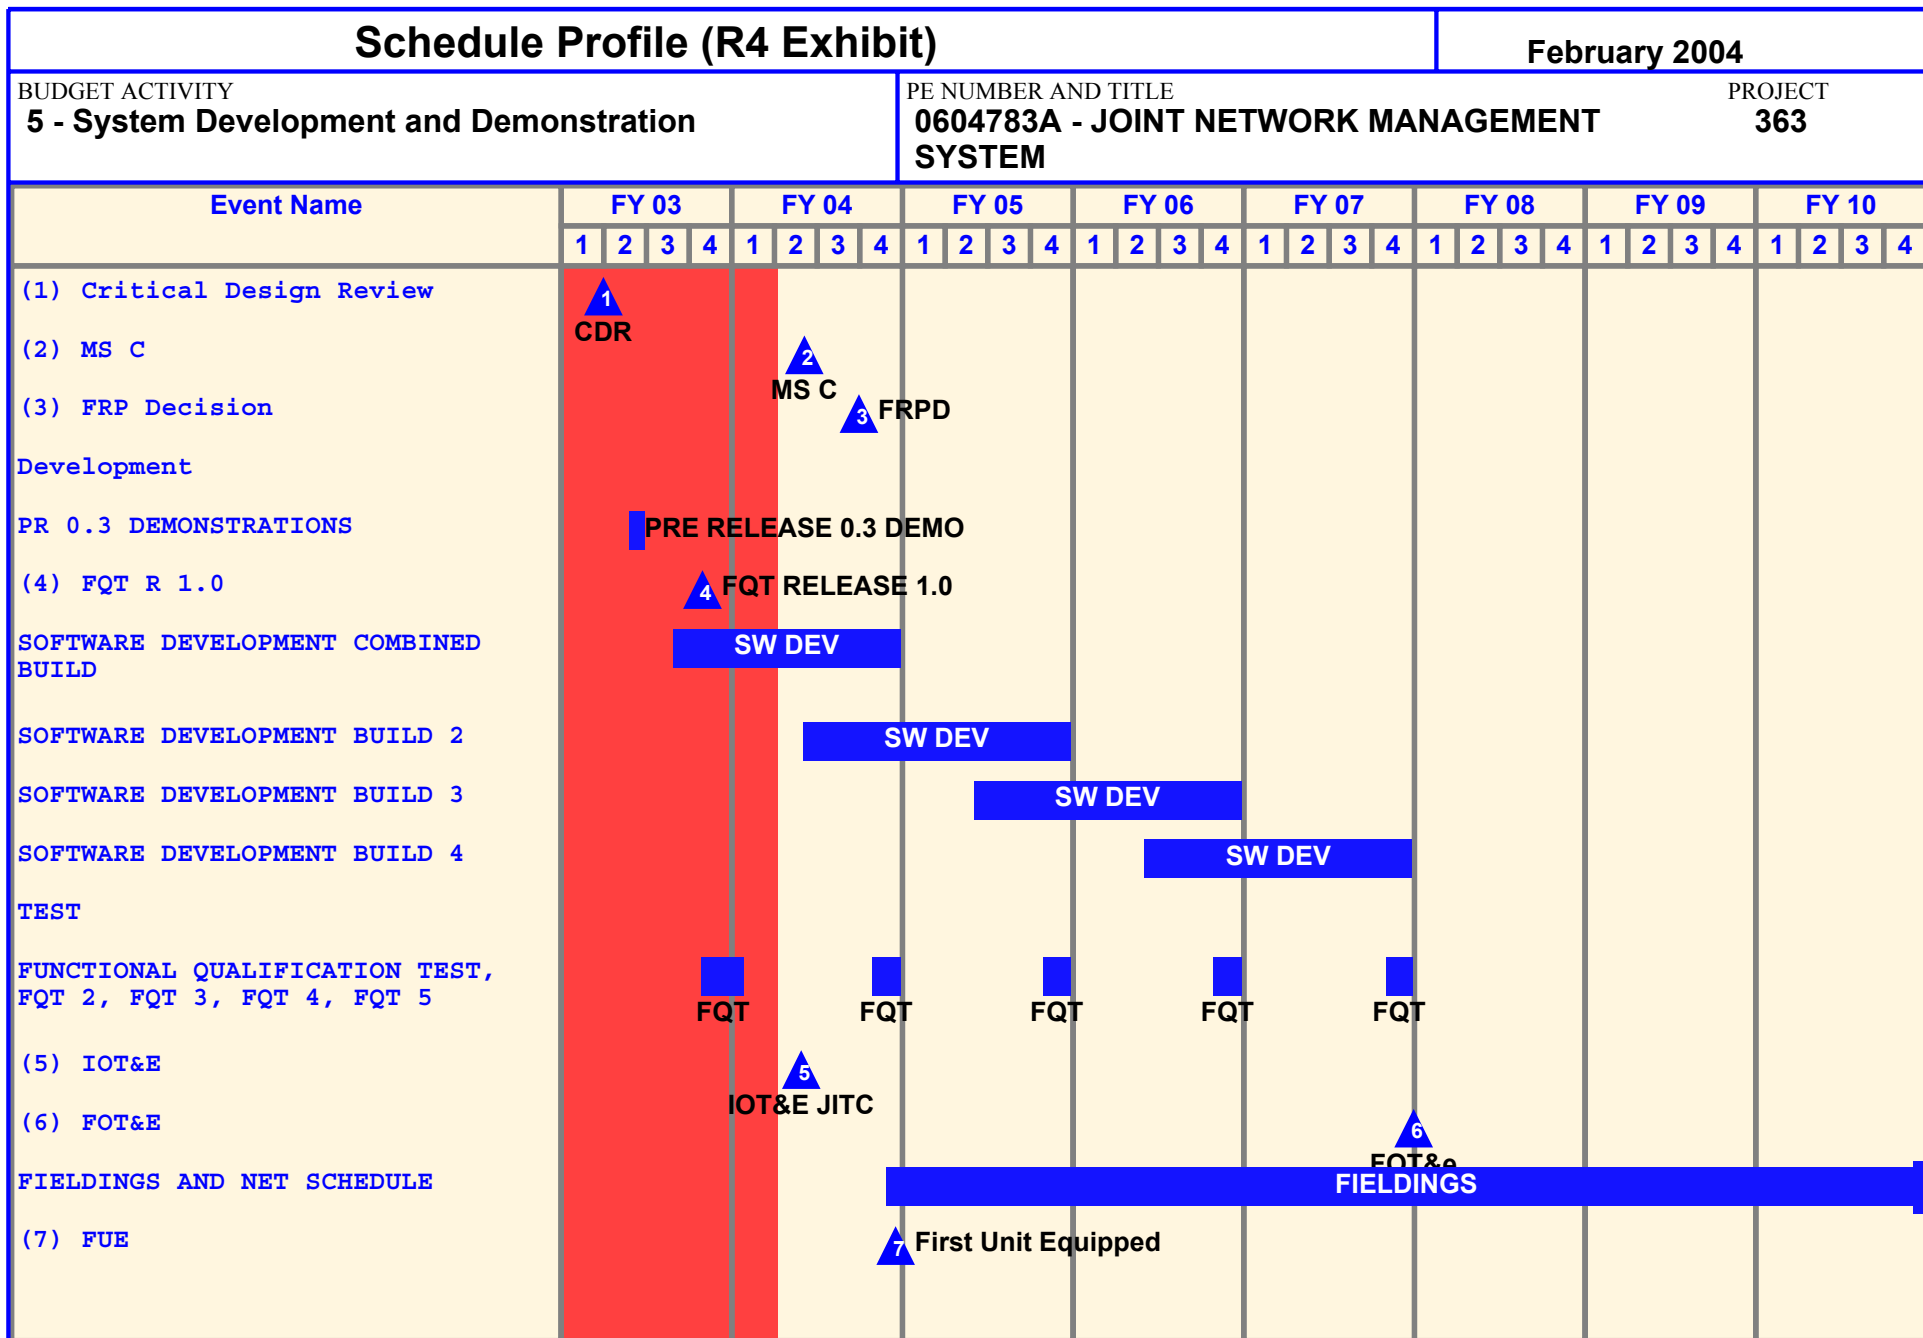 Schedule Profile (R4 Exhibit)
February 2004
BUDGET ACTIVITY
5 - System Development and Demonstration
PE NUMBER AND TITLE
0604783A - JOINT NETWORK MANAGEMENT
SYSTEM
PROJECT
363
Event Name
FY 03 FY 04 FY 05 FY 06 FY 07 FY 08 FY 09 FY 10
1 2 3 4 1 2 3 4 1 2 3 4 1 2 3 4 1 2 3 4 1 2 3 4 1 2 3 4 1 2 3 4
(1) Critical Design Review
1
CDR
(2) MS C
2
MS C
(3) FRP Decision
3 FRPD
Development
PR 0.3 DEMONSTRATIONS
PRE RELEASE 0.3 DEMO
(4) FQT R 1.0
4 FQT RELEASE 1.0
SOFTWARE DEVELOPMENT COMBINED
BUILD
SW DEV
SOFTWARE DEVELOPMENT BUILD 2
SW DEV
SOFTWARE DEVELOPMENT BUILD 3
SW DEV
SOFTWARE DEVELOPMENT BUILD 4
SW DEV
TEST
FUNCTIONAL QUALIFICATION TEST,
FQT 2, FQT 3, FQT 4, FQT 5
FQT FQT FQT FQT FQT
(5) IOT&E
5
IOT&E JITC
(6) FOT&E
6
FOT&e
FIELDINGS AND NET SCHEDULE
FIELDINGS
(7) FUE
7 First Unit Equipped